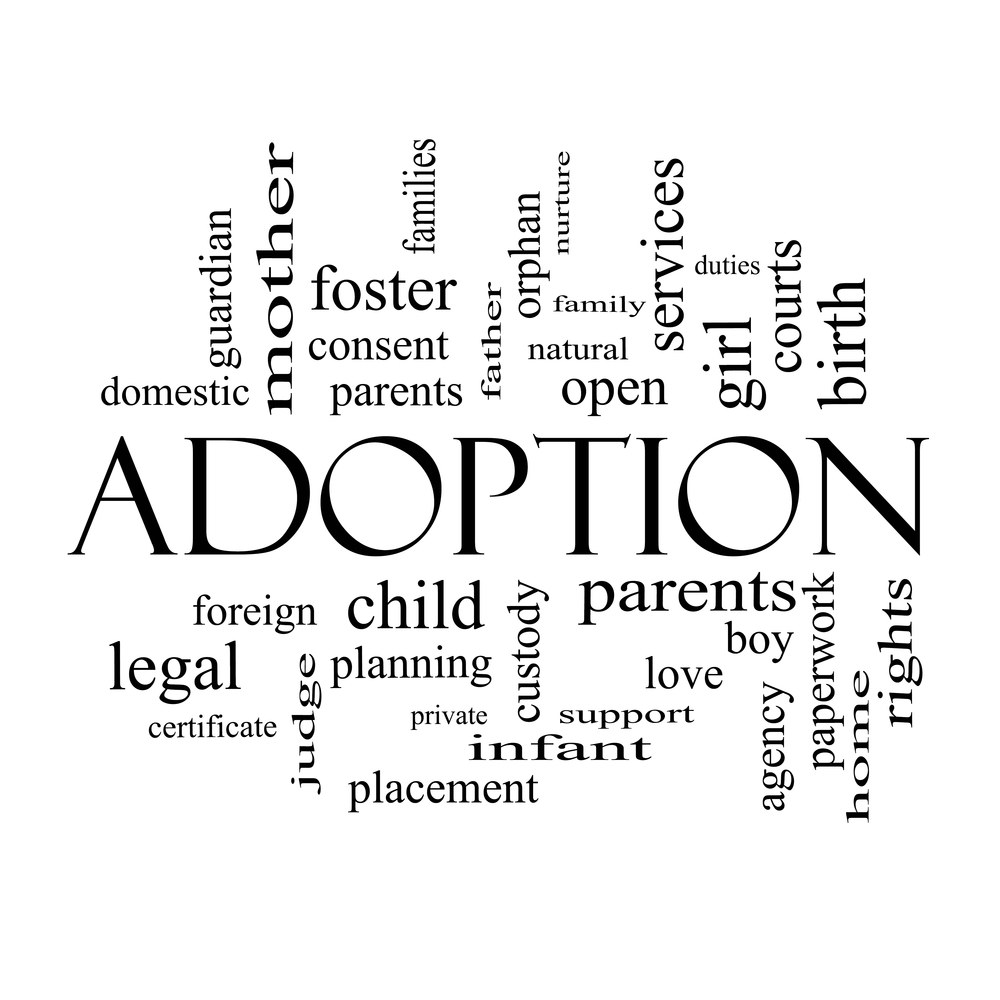 families
nurture
mother
services
orphan
guardian
courts
duties
foster
birth
father
family
girl
consent
natural
domestic
parents
open
ADOPTION
foreign
child
custody
parents
paperwork
rights
boy
legal
planning
love
judge
certificate
private
support
agency
home
infant
placement